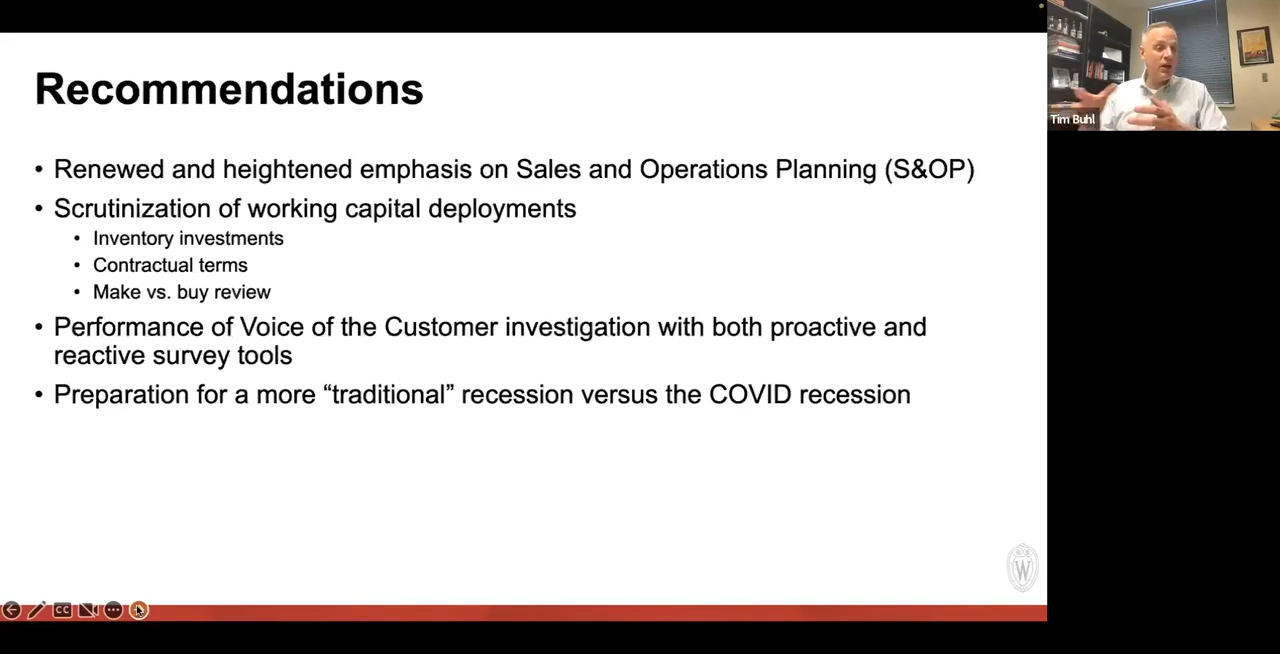 Recommendations
• Renewed and heightened emphasis on Sales and Operations Planning (S&OP)
• Scrutinization of working capital deployments
• Inventory investments
• Contractual terms
• Make vs. buy review
• Performance of Voice of the Customer investigation with both proactive and
reactive survey tools
• Preparation for a more “traditional” recession versus the COVID recession
Tim Buhl
W
CC